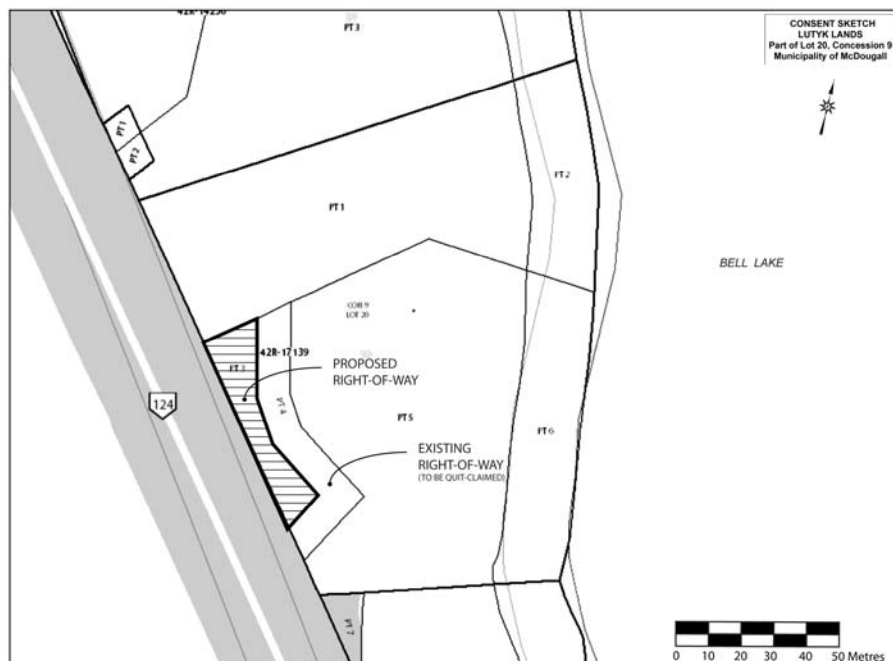 CONSENT SKETCH
LUTYK LANDS
Part of Lot 20, Concession 9
Municipality of McDougall
PT 3
PT 1
PT 2
PT 2
PT 1
BELL LAKE
CON 9
LOT 20
42R-17139
PT 3
PROPOSED
RIGHT-OF-WAY
124
PT 4
PT 5
PT 6
EXISTING
RIGHT-OF-WAY
(TO BE QUIT-CLAIMED)
PT 7
0 10 20 30 40 50 Metres